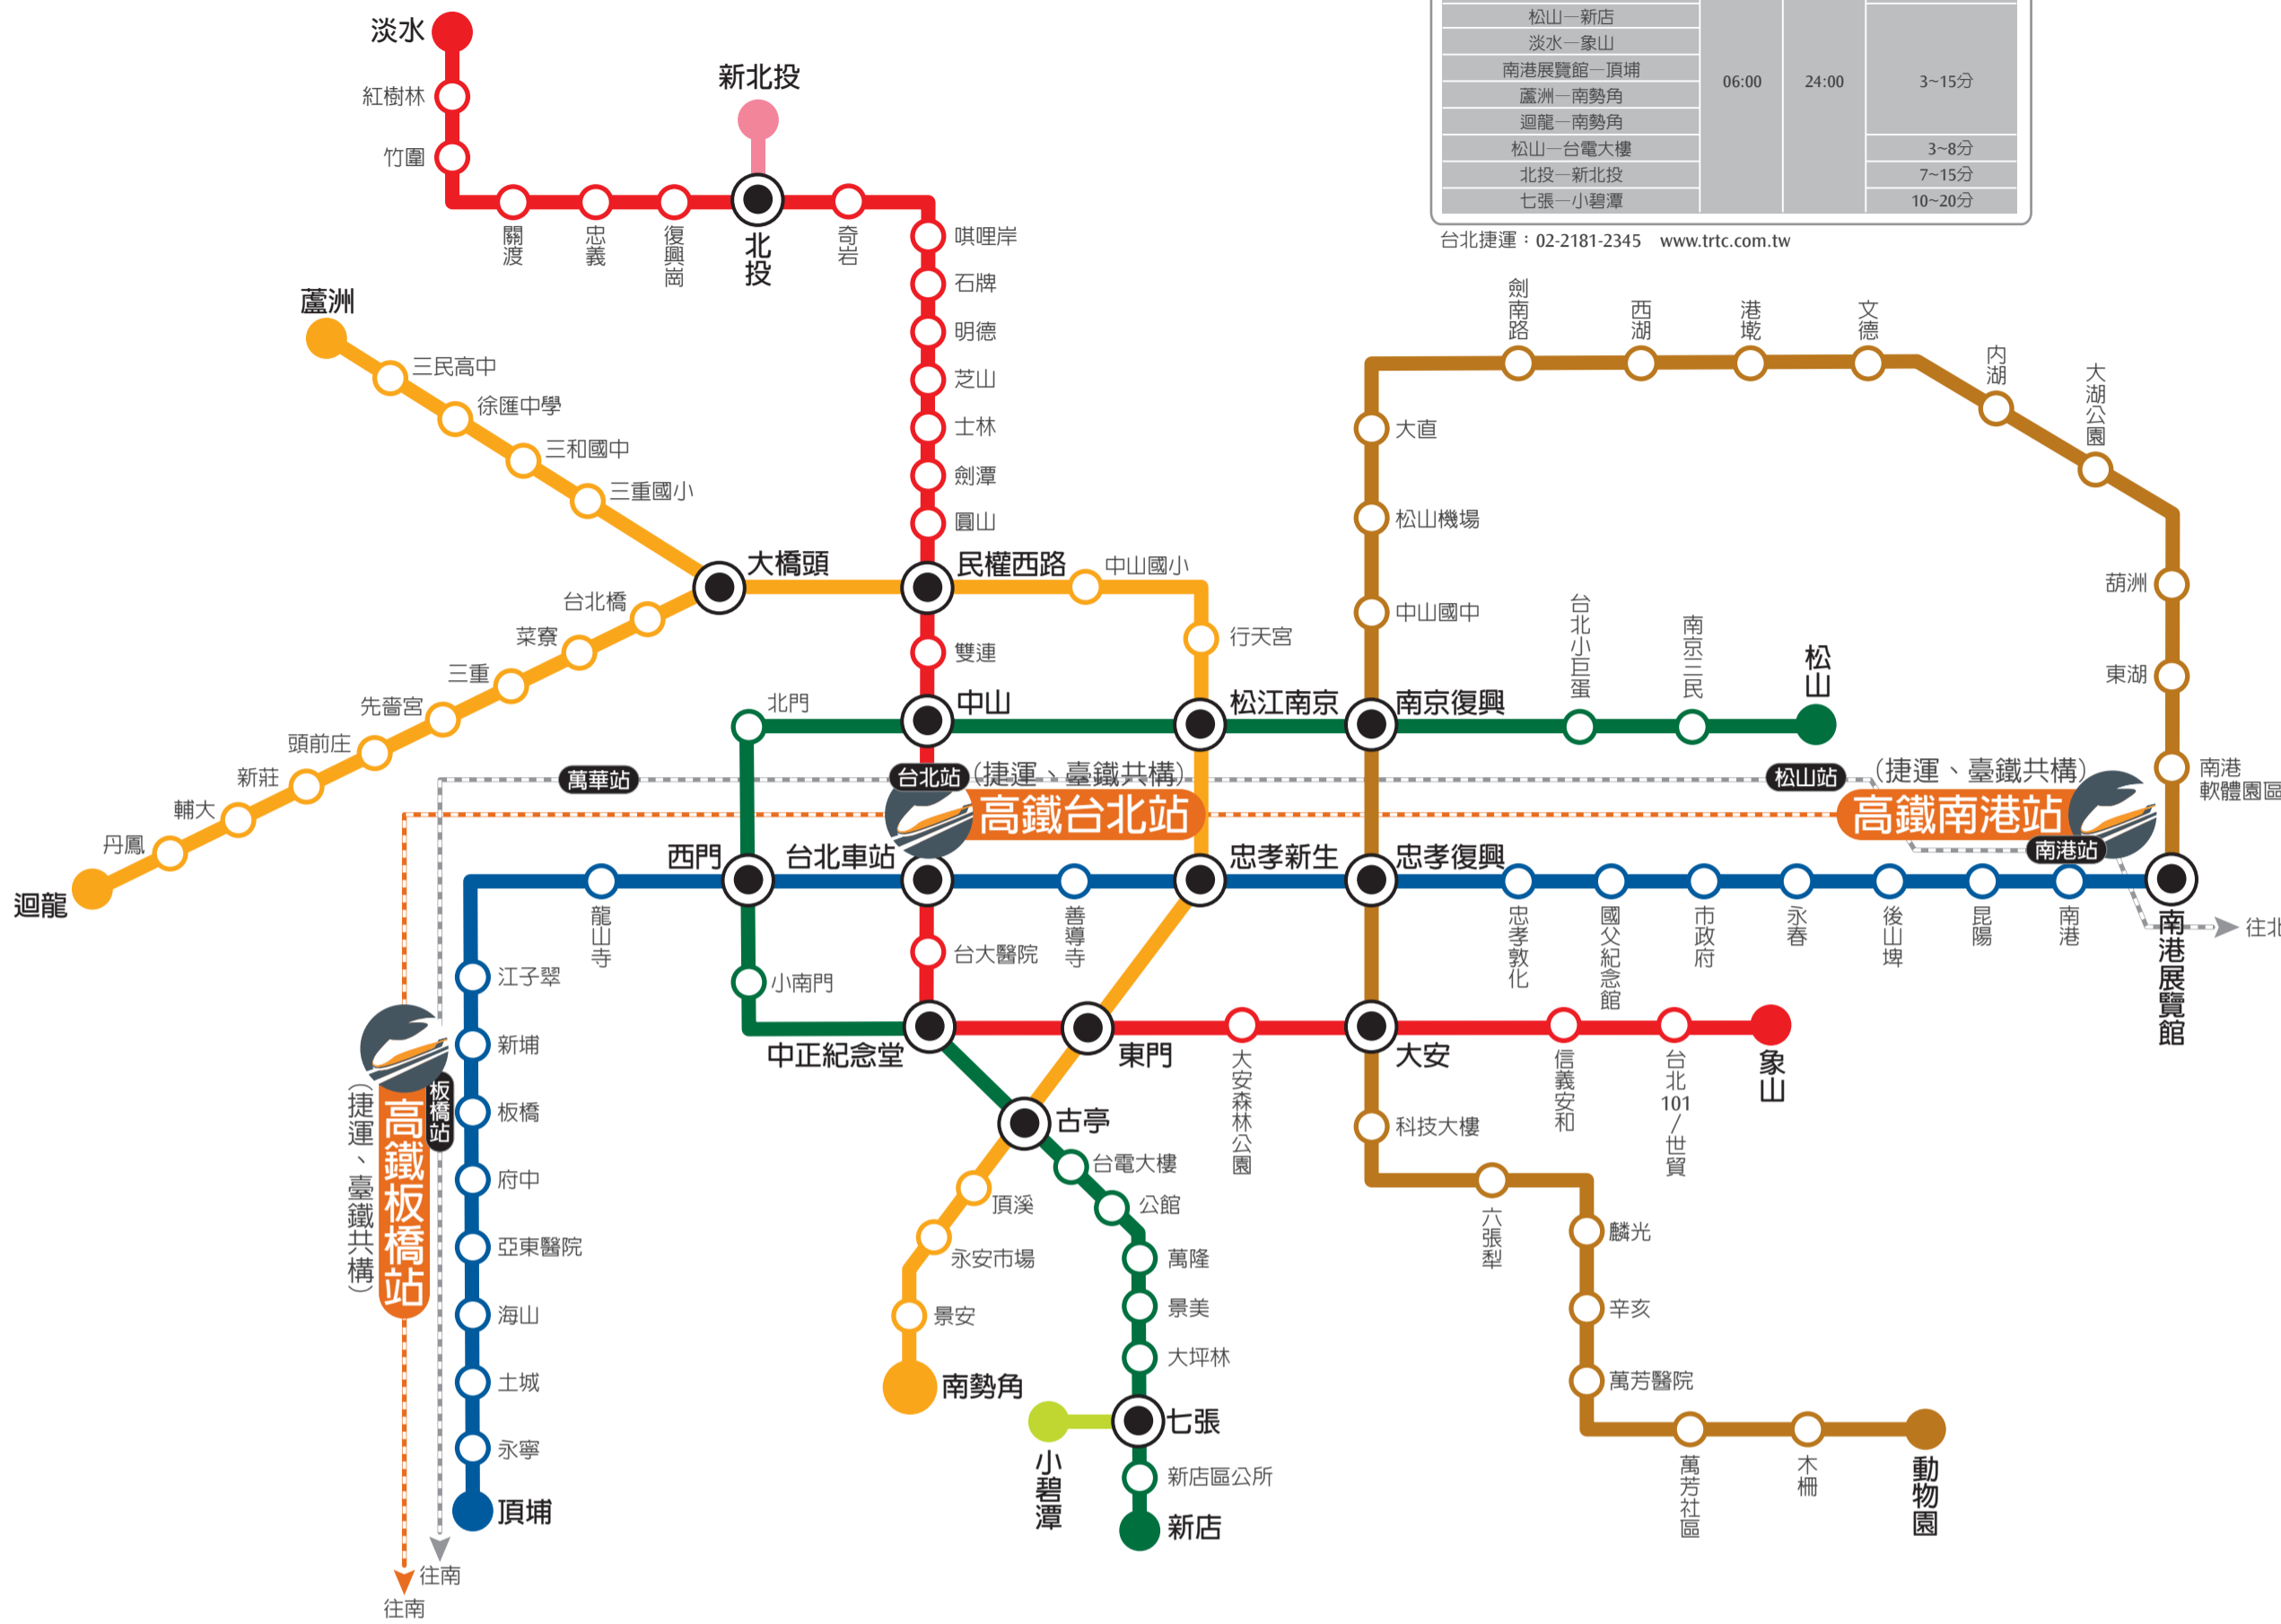 松山—新店
淡水—象山
南港展覽館—頂埔
蘆洲—南勢角
迴龍—南勢角
06:00
24:00
3~15分
松山—台電大樓
3~8分
北投—新北投
7~15分
七張—小碧潭
10~20分
台北捷運：02-2181-2345 www.trtc.com.tw
淡水
紅樹林
竹圍
關渡
忠義
復興崗
新北投
北投
奇岩
唭哩岸
石牌
明德
芝山
士林
劍潭
圓山
民權西路
雙連
中山
蘆洲
三民高中
徐匯中學
三和國中
三重國小
大橋頭
台北橋
菜寮
三重
先嗇宮
頭前庄
新莊
輔大
丹鳳
迴龍
中山國小
行天宮
松江南京
南京復興
劍南路
西湖
港墘
文德
內湖
大湖公園
大直
松山機場
中山國中
葫洲
東湖
南港
軟體園區
台北小巨蛋
南京三民
松山
北門
萬華站
台北站
(捷運、臺鐵共構)
高鐵台北站
松山站
(捷運、臺鐵共構)
高鐵南港站
南港站
西門
台北車站
善導寺
忠孝新生
忠孝復興
忠孝敦化
國父紀念館
市政府
永春
後山埤
昆陽
南港
南港展覽館
往北
龍山寺
江子翠
新埔
板橋
府中
亞東醫院
海山
土城
永寧
頂埔
高鐵板橋站
板橋站
(捷運、臺鐵共構)
往南
往南
小南門
台大醫院
中正紀念堂
東門
大安森林公園
大安
信義安和
台北101/世貿
象山
古亭
台電大樓
公館
萬隆
景美
大坪林
七張
小碧潭
新店區公所
新店
頂溪
永安市場
景安
南勢角
科技大樓
六張犁
麟光
辛亥
萬芳醫院
萬芳社區
木柵
動物園